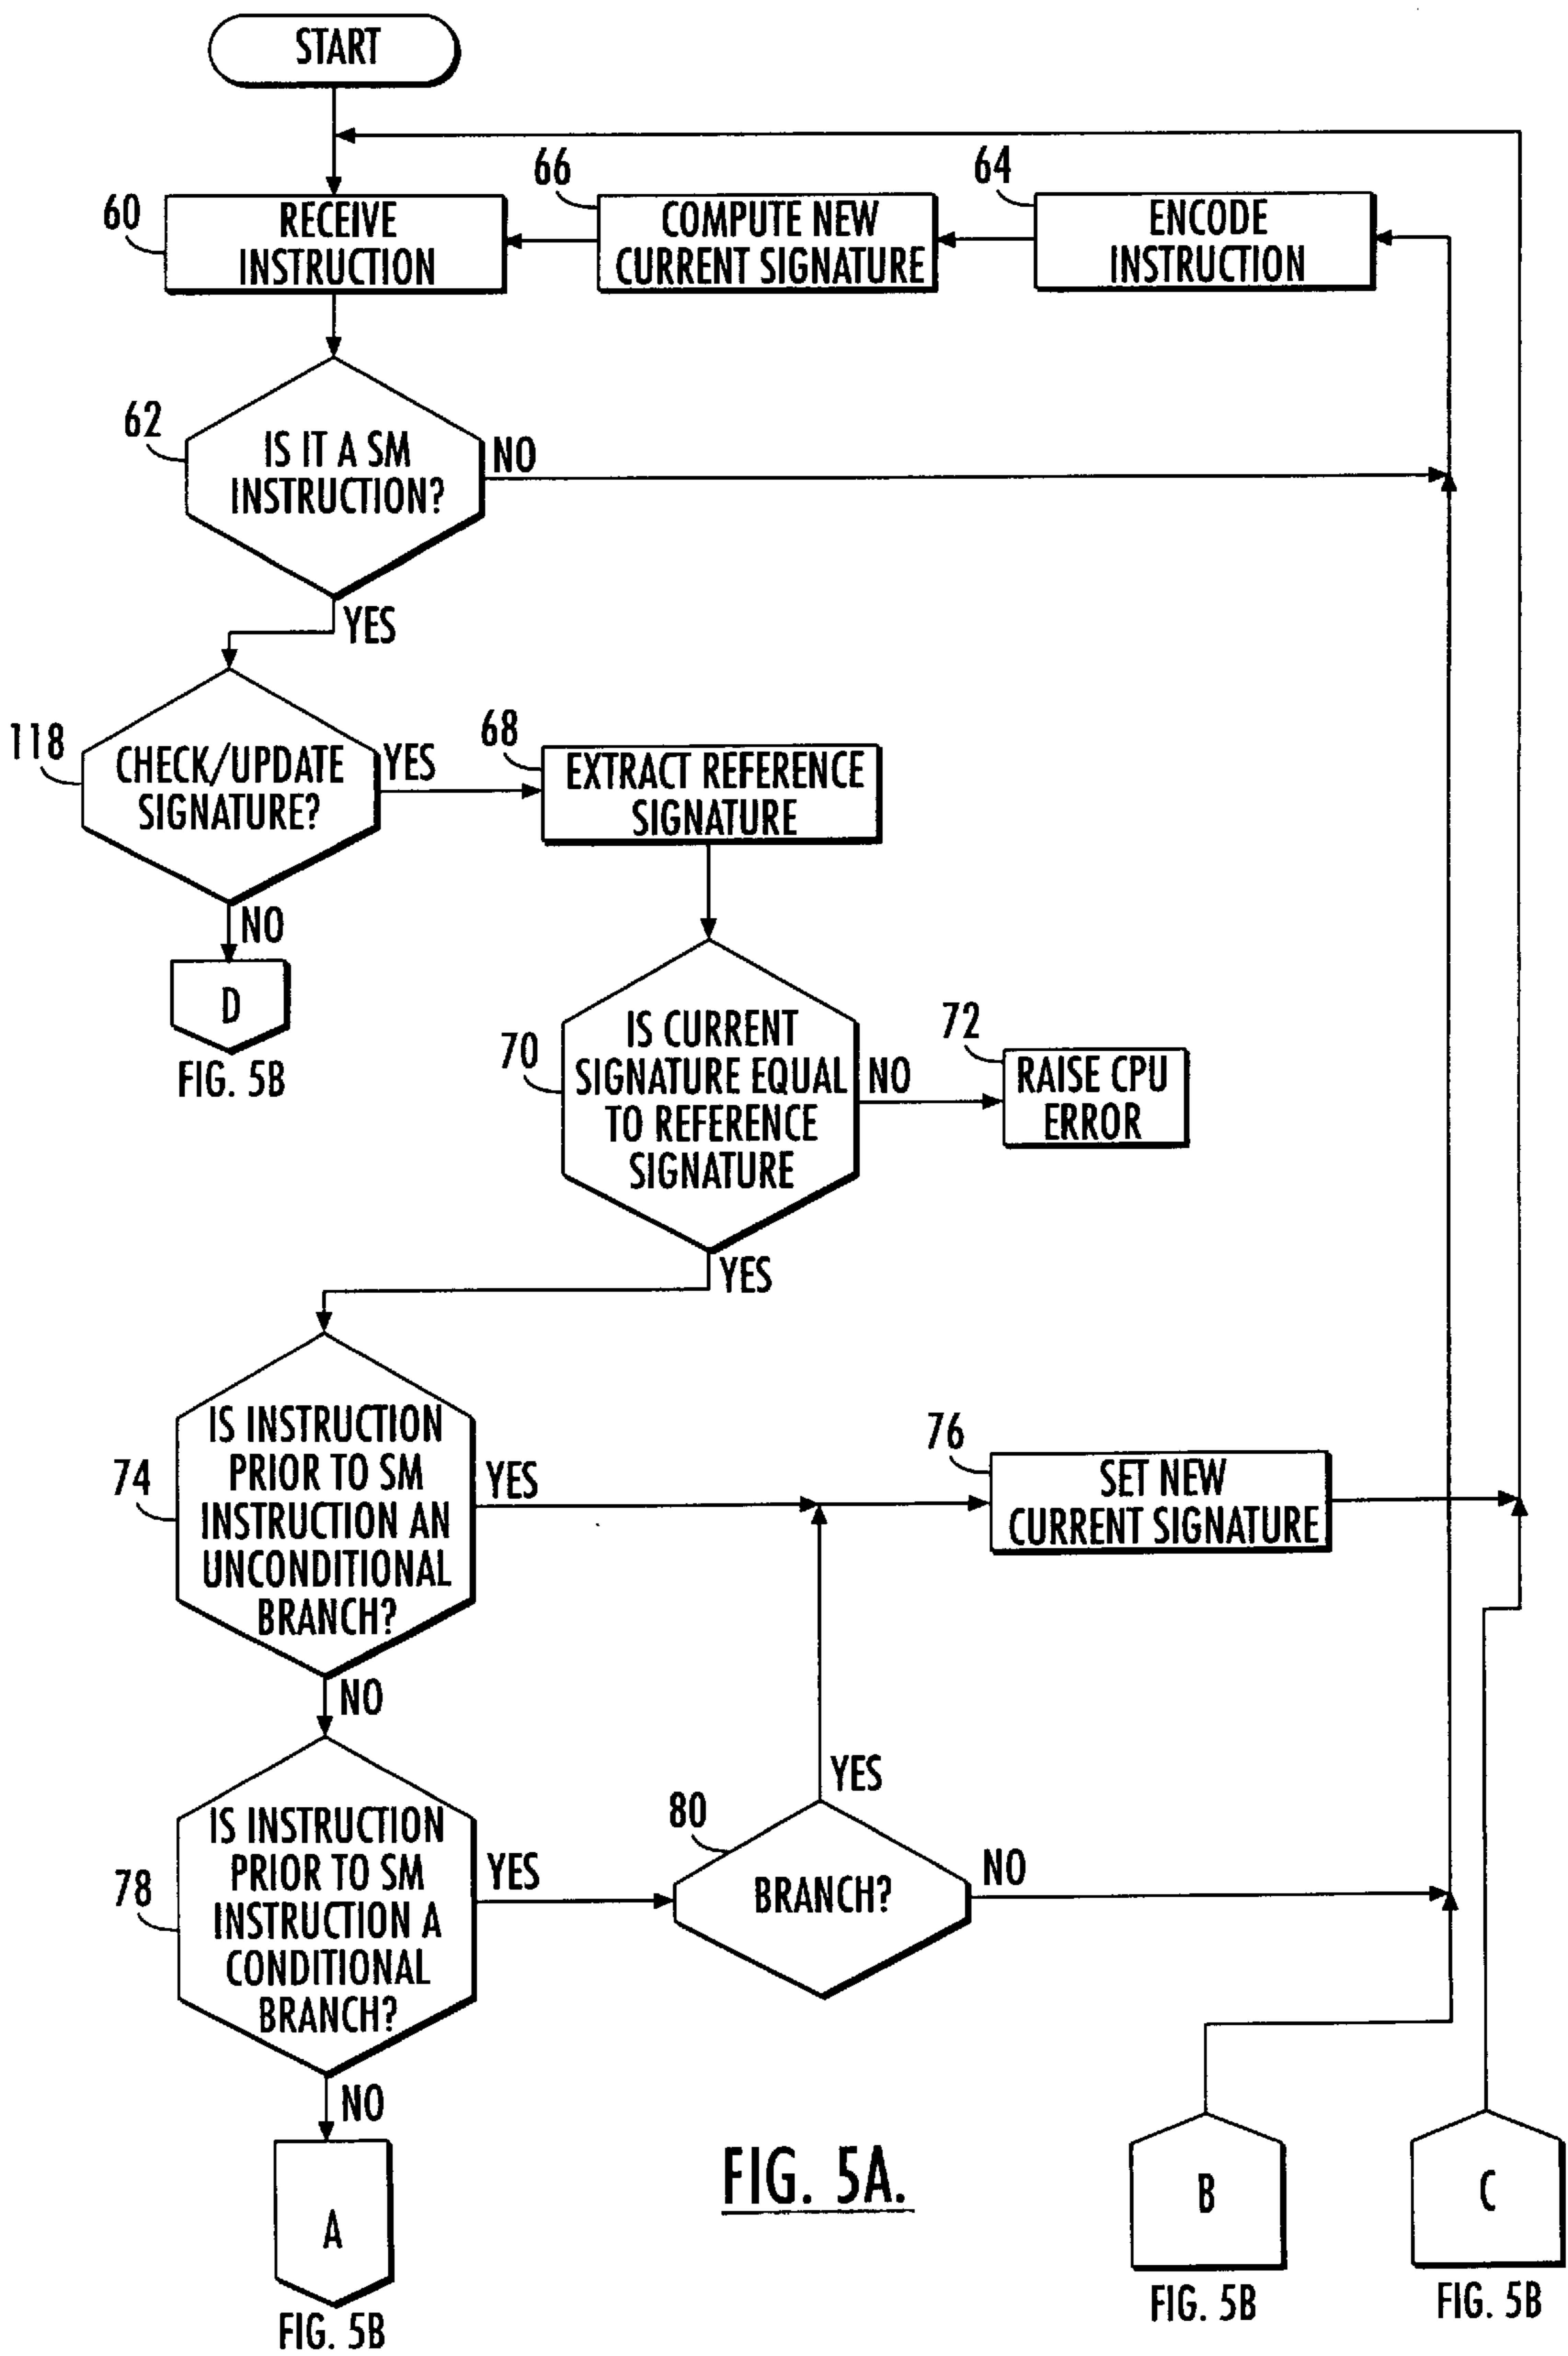 START
60
RECEIVE
INSTRUCTION
66
COMPUTE NEW
CURRENT SIGNATURE
64
ENCODE
INSTRUCTION
62
IS IT A SM
INSTRUCTION?
NO
YES
118
CHECK/UPDATE
SIGNATURE?
YES
68
EXTRACT REFERENCE
SIGNATURE
NO
D
FIG. 5B
70
IS CURRENT
SIGNATURE EQUAL
TO REFERENCE
SIGNATURE
NO
72
RAISE CPU
ERROR
YES
74
IS INSTRUCTION
PRIOR TO SM
INSTRUCTION AN
UNCONDITIONAL
BRANCH?
YES
76
SET NEW
CURRENT SIGNATURE
NO
78
IS INSTRUCTION
PRIOR TO SM
INSTRUCTION A
CONDITIONAL
BRANCH?
YES
80
BRANCH?
YES
NO
NO
A
FIG. 5B
FIG. 5A.
B
FIG. 5B
C
FIG. 5B